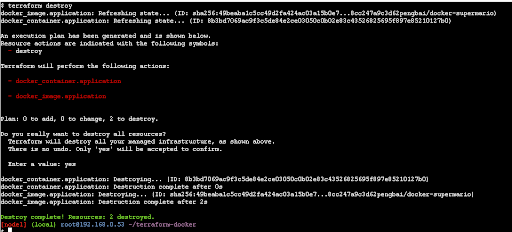 $ terraform destroy
docker_image.application: Refreshing state... (ID: sha256:49beaba1c5cc49d2fa424ac03a15b0e7...8cc247a9c3d62pengbai/docker-supermario)
docker_container.application: Refreshing state... (ID: 8b3bd7069ac9f3c5de84e2ce03050c0b02e83c43526825695f897e85210127b0)
An execution plan has been generated and is shown below.
Resource actions are indicated with the following symbols:
- destroy
Terraform will perform the following actions:
- docker_container.application
- docker_image.application
Plan: 0 to add, 0 to change, 2 to destroy.
Do you really want to destroy all resources?
Terraform will destroy all your managed infrastructure, as shown above.
There is no undo. Only 'yes' will be accepted to confirm.
Enter a value: yes
docker_container.application: Destroying... (ID: 8b3bd7069ac9f3c5de84e2ce03050c0b02e83c43526825695f897e85210127b0)
docker_container.application: Destruction complete after 0s
docker_image.application: Destroying... (ID: sha256:49beaba1c5cc49d2fa424ac03a15b0e7...8cc247a9c3d62pengbai/docker-supermario)
docker_image.application: Destruction complete after 2s
Destroy complete! Resources: 2 destroyed.
[node1] (local) root@192.168.0.53 ~/terraform-docker
$